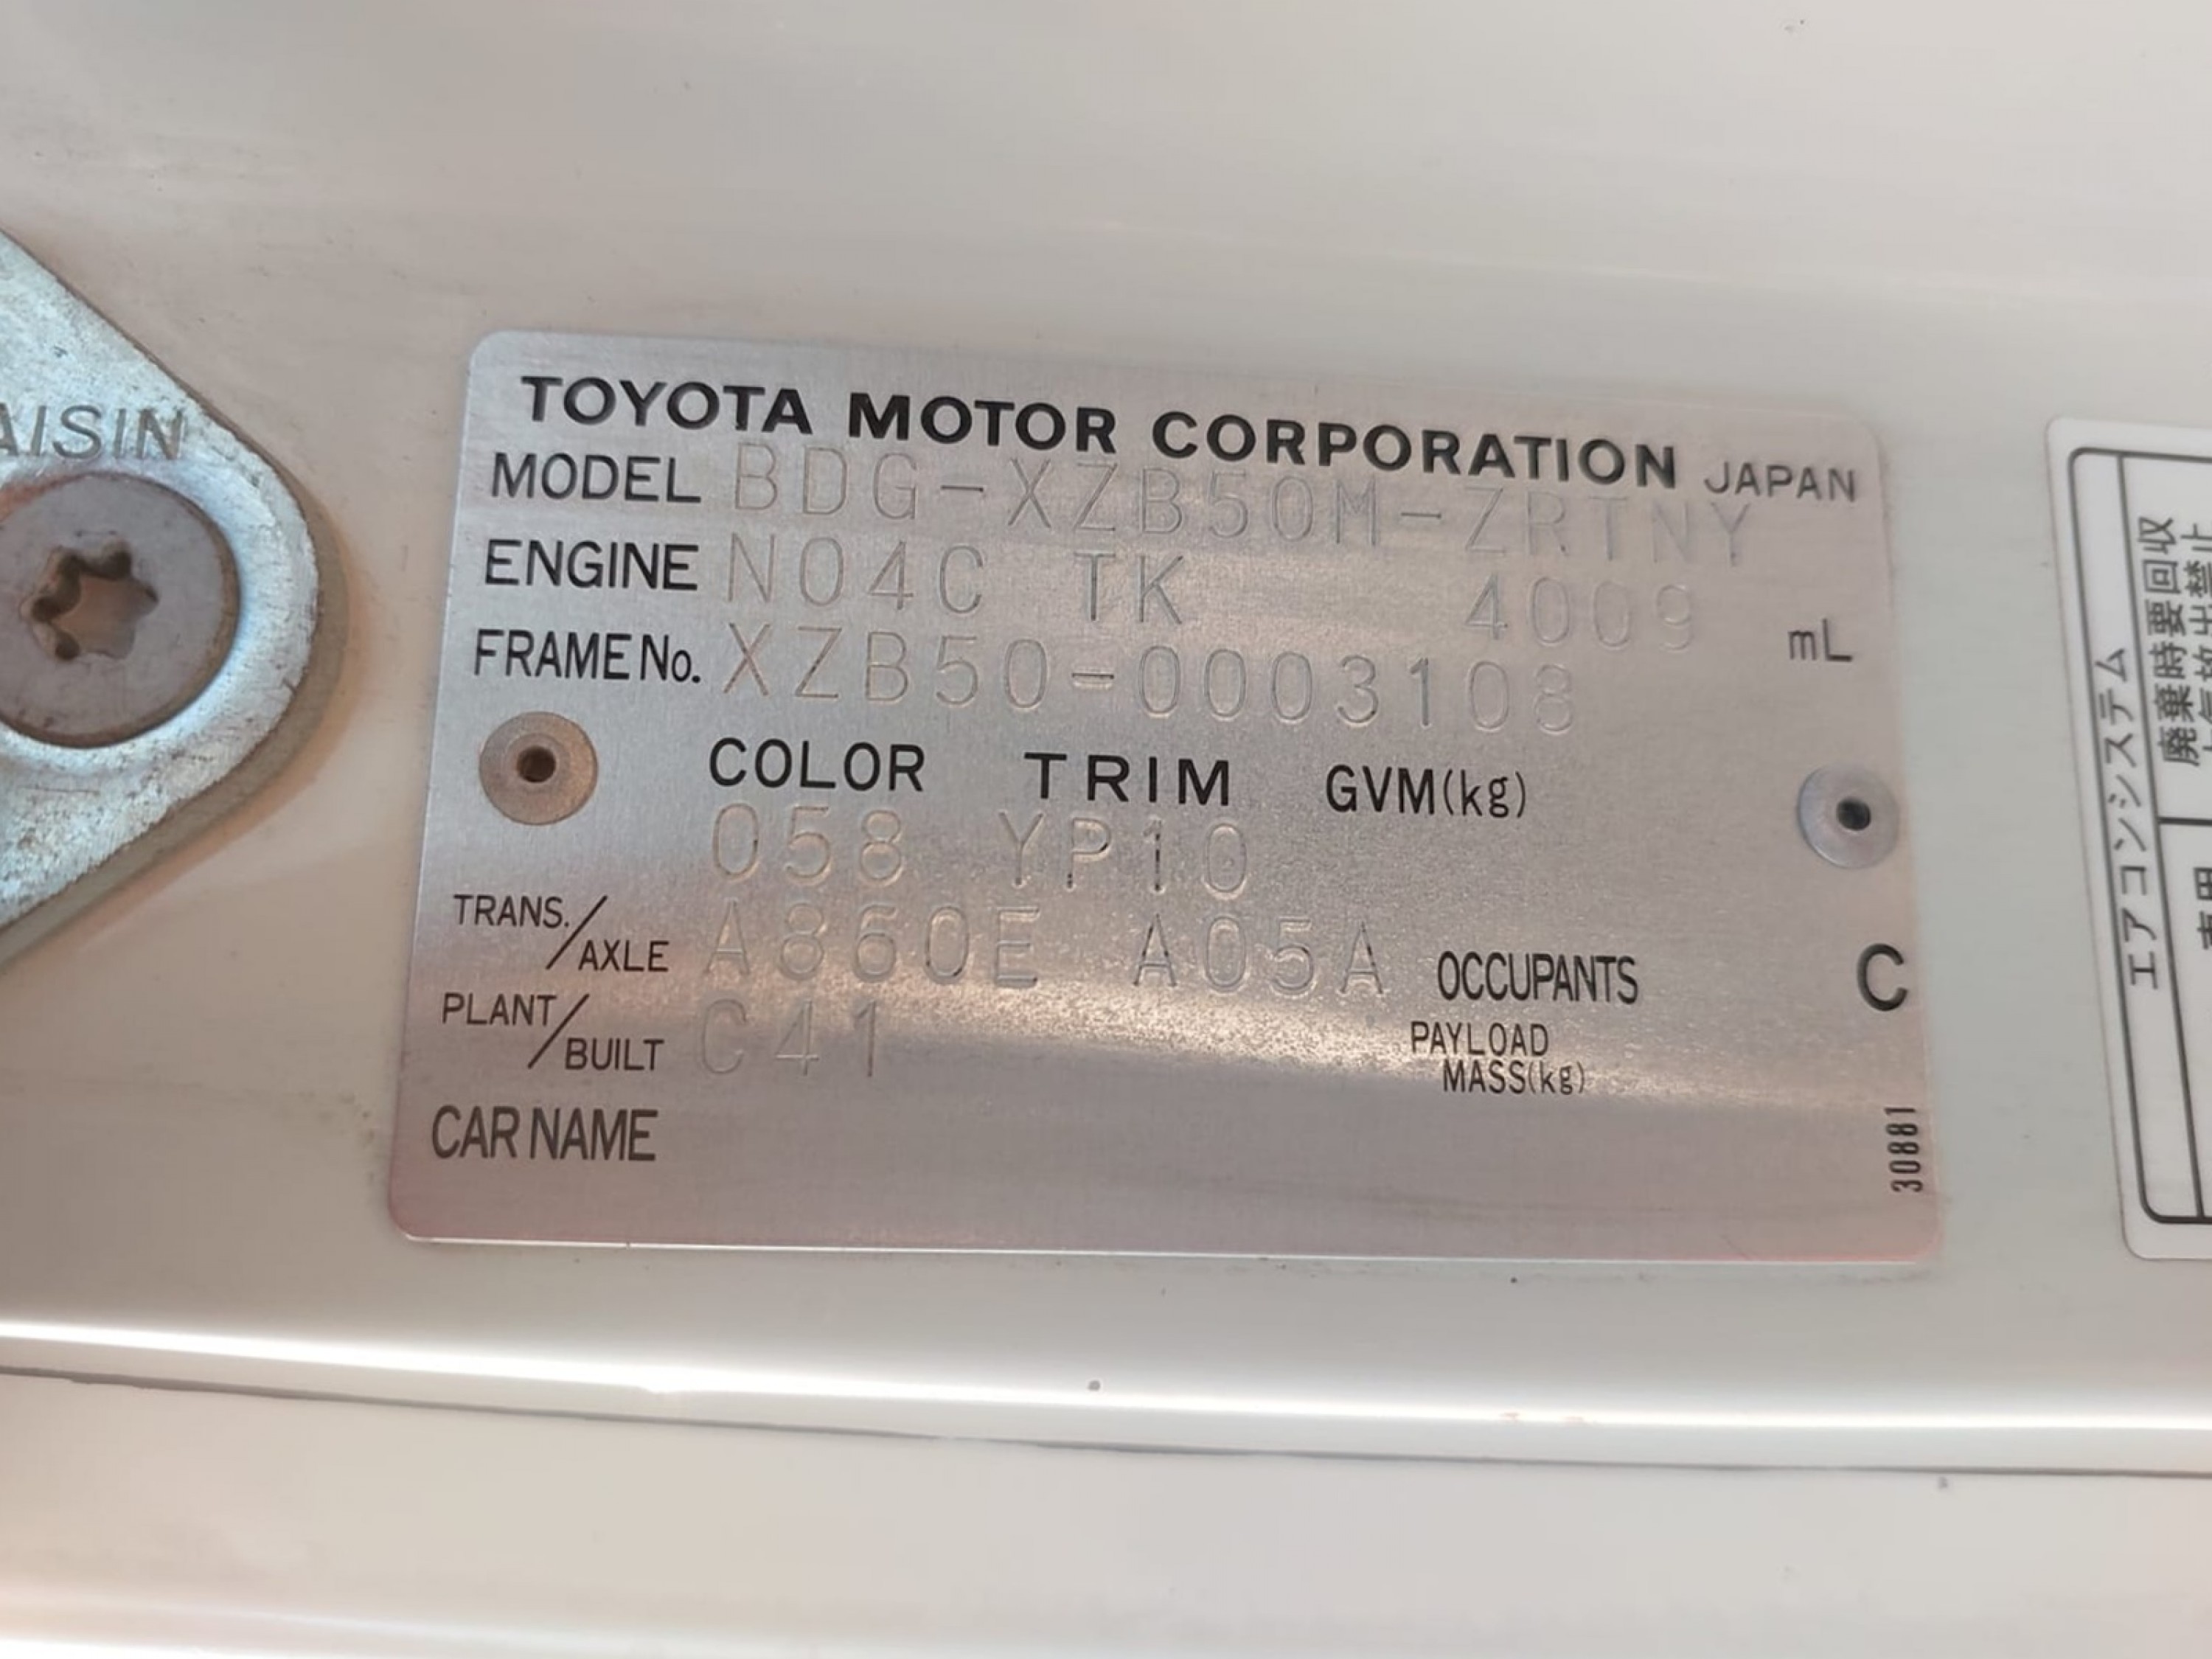 AISIN
TOYOTA MOTOR CORPORATION JAPAN
MODEL BDG-XZB50M-ZRTNY
ENGINE N04C TK 4009 mL
FRAME No. XZB50-0003108
COLOR TRIM GVM(kg)
058 YP10
TRANS./AXLE A860E A05A OCCUPANTS C
PLANT/BUILT C41 PAYLOAD MASS(kg)
CAR NAME
30881
エアコンシステム
廃棄時要回収